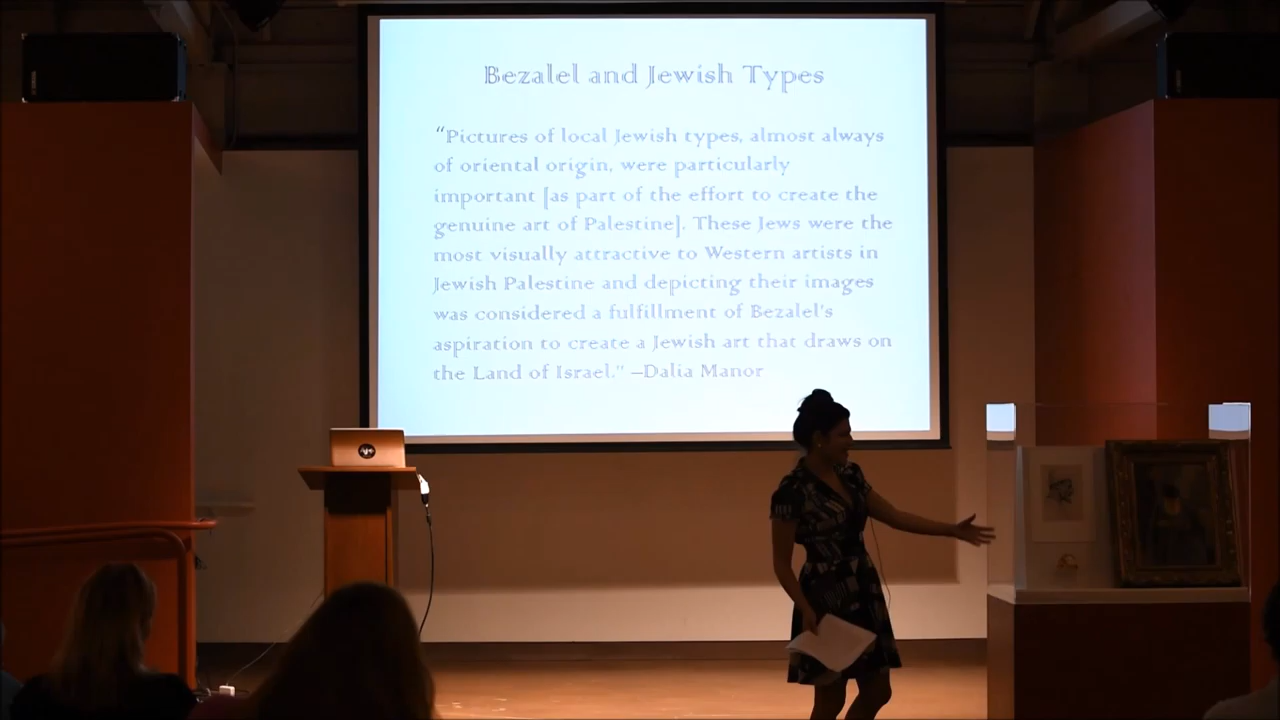 Bezalel and Jewish Types
“Pictures of local Jewish types, almost always
of oriental origin, were particularly
important [as part of the effort to create the
genuine art of Palestine]. These Jews were the
most visually attractive to Western artists in
Jewish Palestine and depicting their images
was considered a fulfillment of Bezalel's
aspiration to create a Jewish art that draws on
the Land of Israel." –Dalia Manor